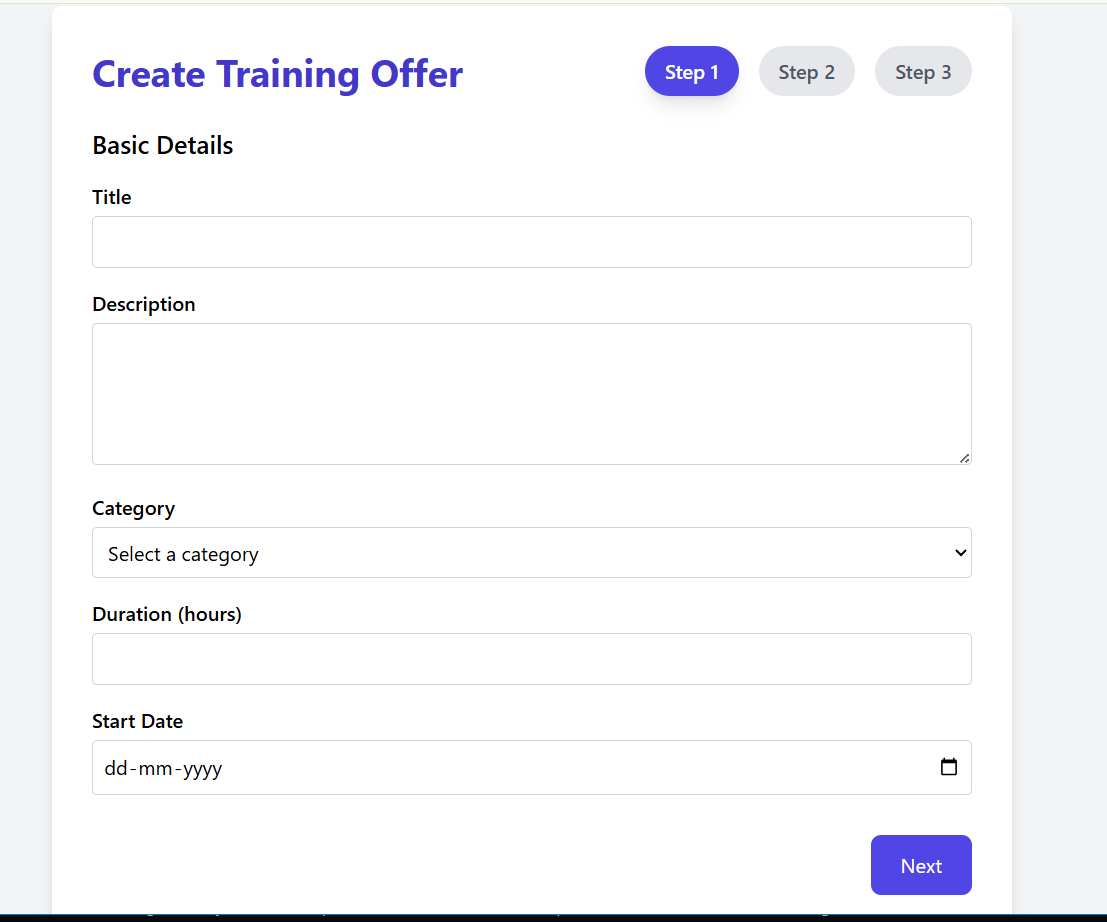 Create Training Offer
Step 1 Step 2 Step 3
Basic Details
Title
Description
Category
Select a category
Duration (hours)
Start Date
dd-mm-yyyy
Next